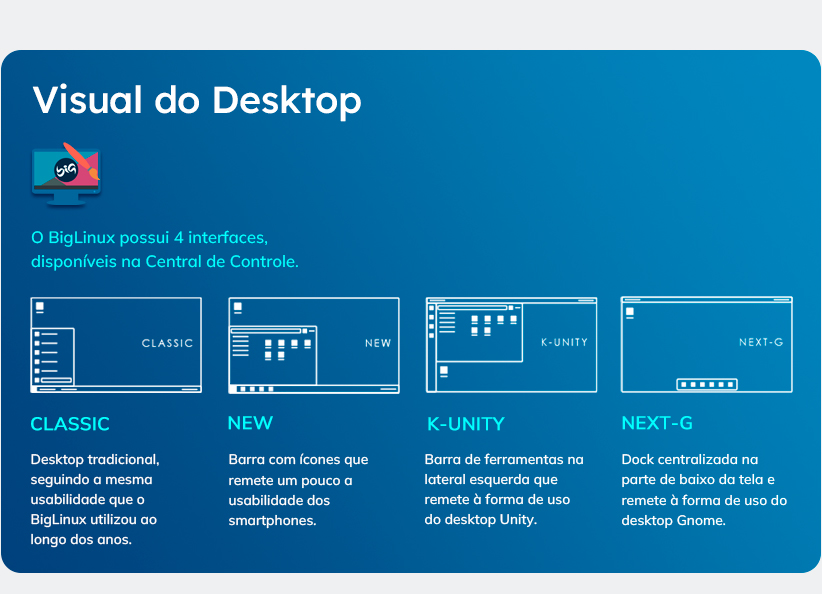 Visual do Desktop
BiG
O BigLinux possui 4 interfaces,
disponíveis na Central de Controle.
CLASSIC
NEW
K-UNITY
NEXT-G
CLASSIC
Desktop tradicional,
seguindo a mesma
usabilidade que o
BigLinux utilizou ao
longo dos anos.
NEW
Barra com ícones que
remete um pouco a
usabilidade dos
smartphones.
K-UNITY
Barra de ferramentas na
lateral esquerda que
remete à forma de uso
do desktop Unity.
NEXT-G
Dock centralizada na
parte de baixo da tela e
remete à forma de uso do
desktop Gnome.